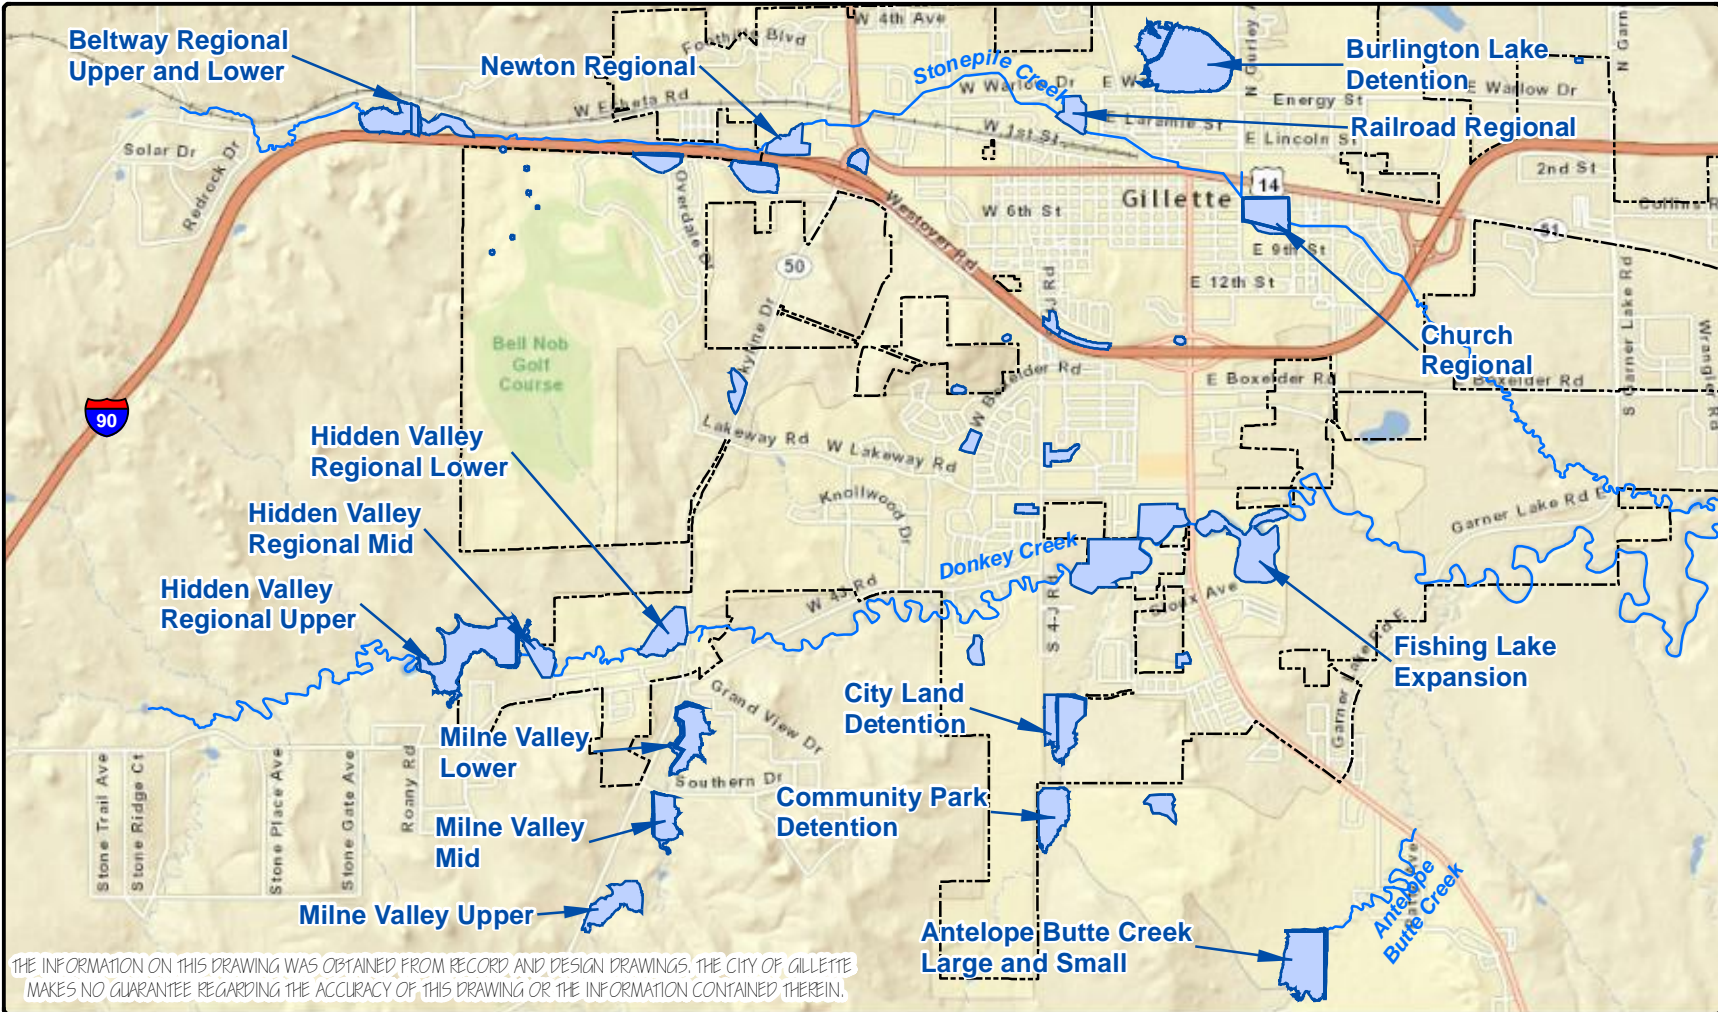 W 4th Ave
Foothills Blvd
Beltway Regional
Upper and Lower
Newton Regional
Stonepile Creek
W Warlow Dr
Burlington Lake
Detention
E Warlow Dr
Energy St
W Echeta Rd
E Laramie St
Railroad Regional
W 1st St
E Lincoln St
Solar Dr
Redrock Dr
2nd St
14
Gillette
Overdale Dr
W 6th St
Westover Rd
51
E 9th St
50
E 12th St
S Garner Lake Rd
Bell Nob
Golf
Course
Church
Regional
W Boxelder Rd
E Boxelder Rd
Boxelder Rd
90
Hidden Valley
Regional Lower
Lakeway Rd
W Lakeway Rd
Knollwood Dr
Garner Lake Rd E
Hidden Valley
Regional Mid
Donkey Creek
Hidden Valley
Regional Upper
W 4J Rd
S 4-J Rd
Sioux Ave
Fishing Lake
Expansion
Grand View Dr
City Land
Detention
Milne Valley
Lower
Southern Dr
Stone Trail Ave
Stone Ridge Ct
Stone Place Ave
Stone Gate Ave
Roany Rd
Community Park
Detention
Milne Valley
Mid
Milne Valley Upper
Antelope
Butte Creek
Antelope Butte Creek
Large and Small
THE INFORMATION ON THIS DRAWING WAS OBTAINED FROM RECORD AND DESIGN DRAWINGS, THE CITY OF GILLETTE
MAKES NO GUARANTEE REGARDING THE ACCURACY OF THIS DRAWING OR THE INFORMATION CONTAINED THEREIN.